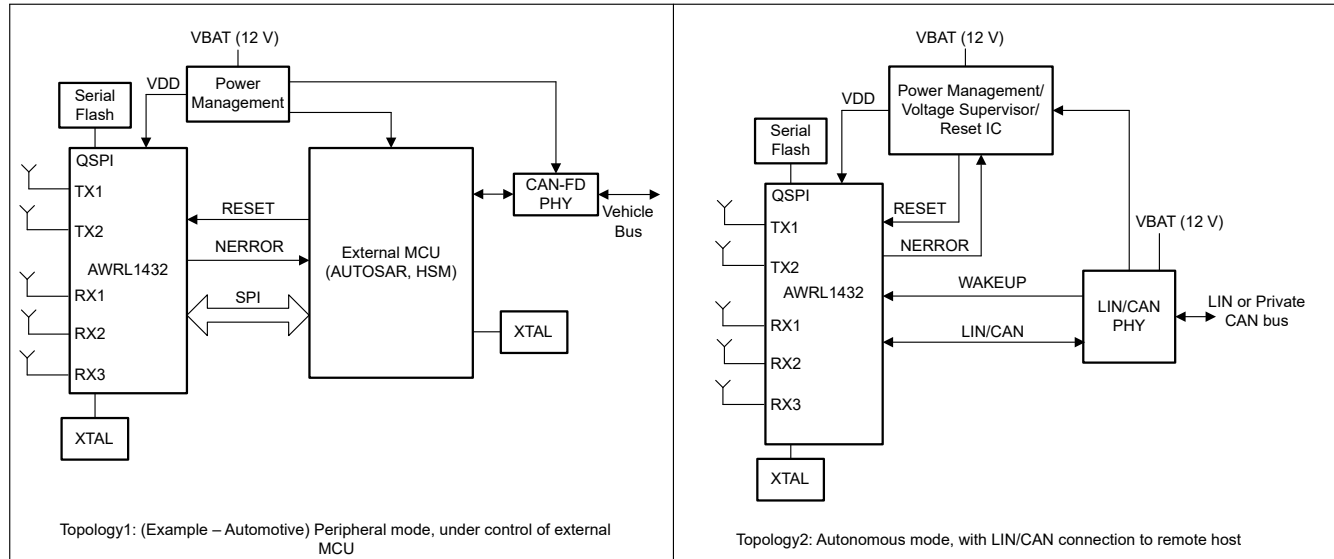 VBAT (12 V)
VDD
Power
Management
Serial
Flash
QSPI
TX1
TX2
AWRL1432
RX1
RX2
RX3
XTAL
RESET
NERROR
SPI
External MCU
(AUTOSAR, HSM)
XTAL
CAN-FD
PHY
Vehicle
Bus
Topology1: (Example – Automotive) Peripheral mode, under control of external
MCU
VBAT (12 V)
VDD
Power Management/
Voltage Supervisor/
Reset IC
Serial
Flash
QSPI
TX1
TX2
AWRL1432
RX1
RX2
RX3
XTAL
RESET
NERROR
WAKEUP
LIN/CAN
VBAT (12 V)
LIN/CAN
PHY
LIN or Private
CAN bus
Topology2: Autonomous mode, with LIN/CAN connection to remote host